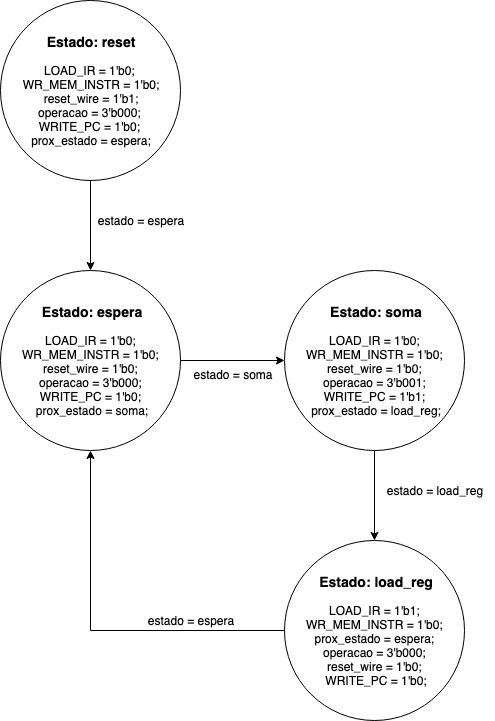 Estado: reset
LOAD_IR = 1'b0;
WR_MEM_INSTR = 1'b0;
reset_wire = 1'b1;
operacao = 3'b000;
WRITE_PC = 1'b0;
prox_estado = espera;
estado = espera
Estado: espera
LOAD_IR = 1'b0;
WR_MEM_INSTR = 1'b0;
reset_wire = 1'b0;
operacao = 3'b000;
WRITE_PC = 1'b0;
prox_estado = soma;
estado = soma
Estado: soma
LOAD_IR = 1'b0;
WR_MEM_INSTR = 1'b0;
reset_wire = 1'b0;
operacao = 3'b001;
WRITE_PC = 1'b1;
prox_estado = load_reg;
estado = load_reg
Estado: load_reg
LOAD_IR = 1'b1;
WR_MEM_INSTR = 1'b0;
prox_estado = espera;
operacao = 3'b000;
reset_wire = 1'b0;
WRITE_PC = 1'b0;
estado = espera